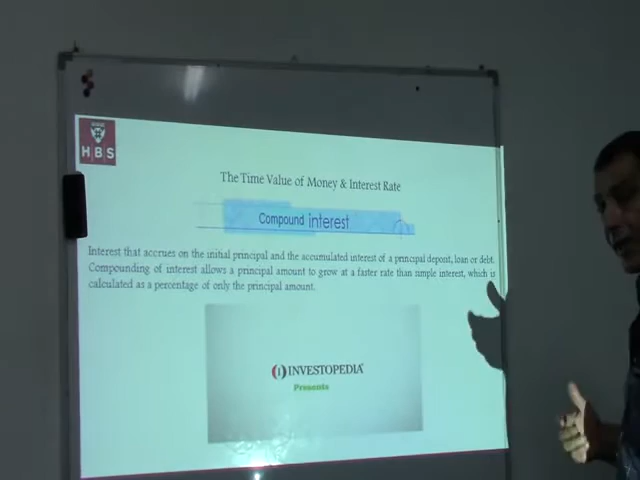 HBS
The Time Value of Money & Interest Rate
Compound interest
Interest that accrues on the initial principal and the accumulated interest of a principal deposit, loan or debt.
Compounding of interest allows a principal amount to grow at a faster rate than simple interest, which is
calculated as a percentage of only the principal amount.
INVESTOPEDIA
Presents